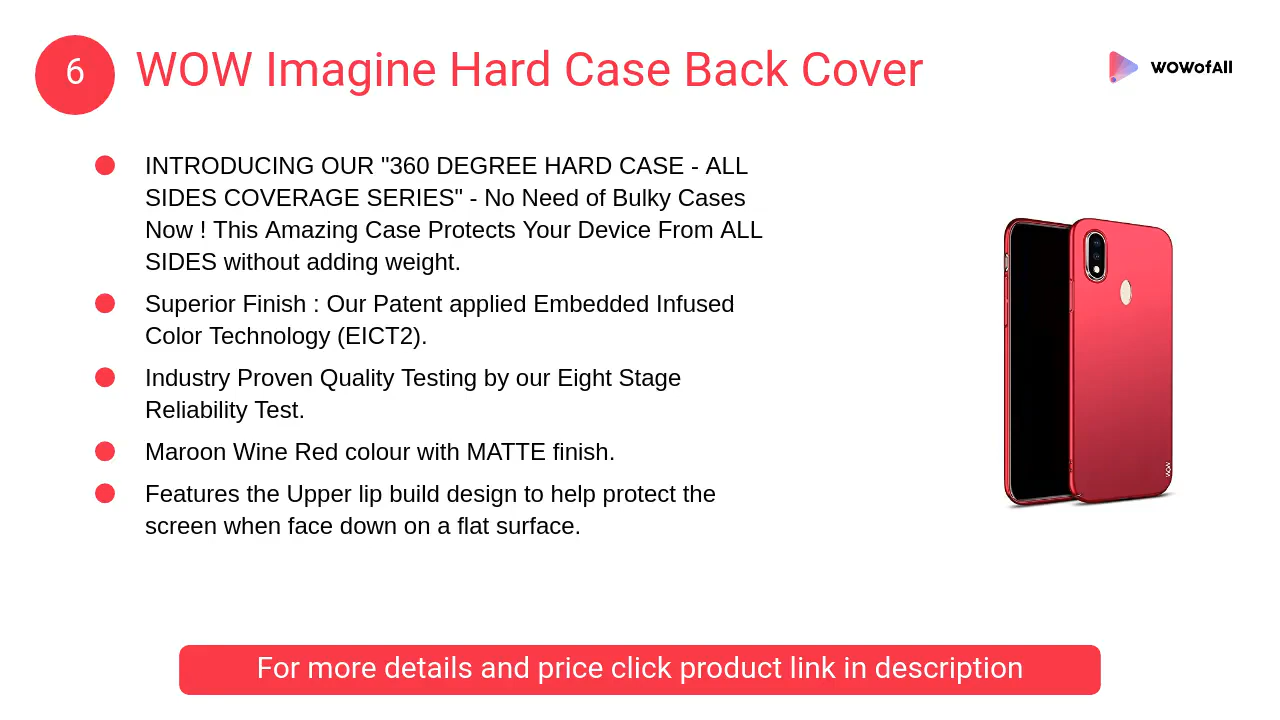 6
WOW Imagine Hard Case Back Cover
WOWofAll
INTRODUCING OUR "360 DEGREE HARD CASE - ALL
SIDES COVERAGE SERIES" - No Need of Bulky Cases
Now ! This Amazing Case Protects Your Device From ALL
SIDES without adding weight.
Superior Finish : Our Patent applied Embedded Infused
Color Technology (EICT2).
Industry Proven Quality Testing by our Eight Stage
Reliability Test.
Maroon Wine Red colour with MATTE finish.
Features the Upper lip build design to help protect the
screen when face down on a flat surface.
WOW
For more details and price click product link in description